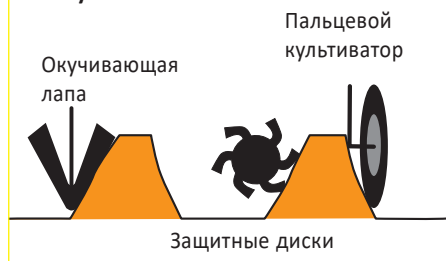 Пальцевой
культиватор
Окучивающая
лапа
Защитные диски